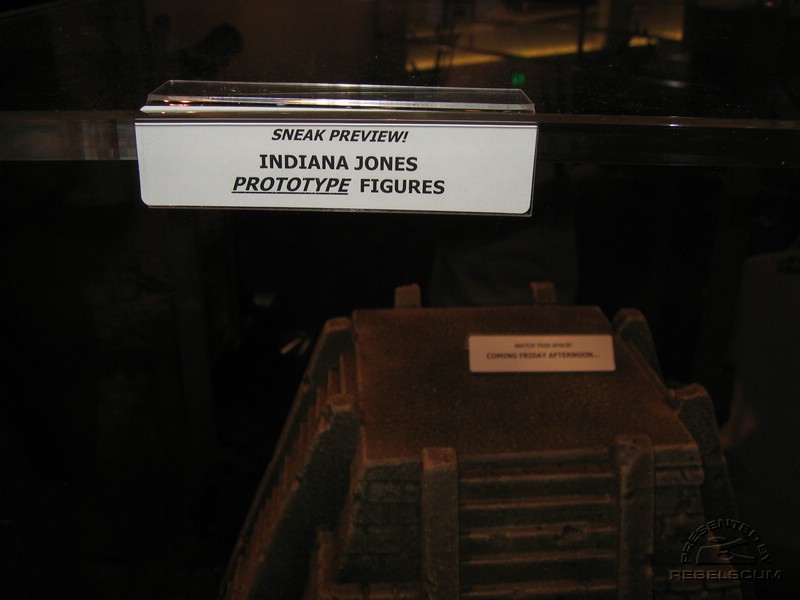 SNEAK PREVIEW!
INDIANA JONES
PROTOTYPE FIGURES
WATCH THIS SPACE!
COMING FRIDAY AFTERNOON...
PRESENTED BY
REBELSCUM